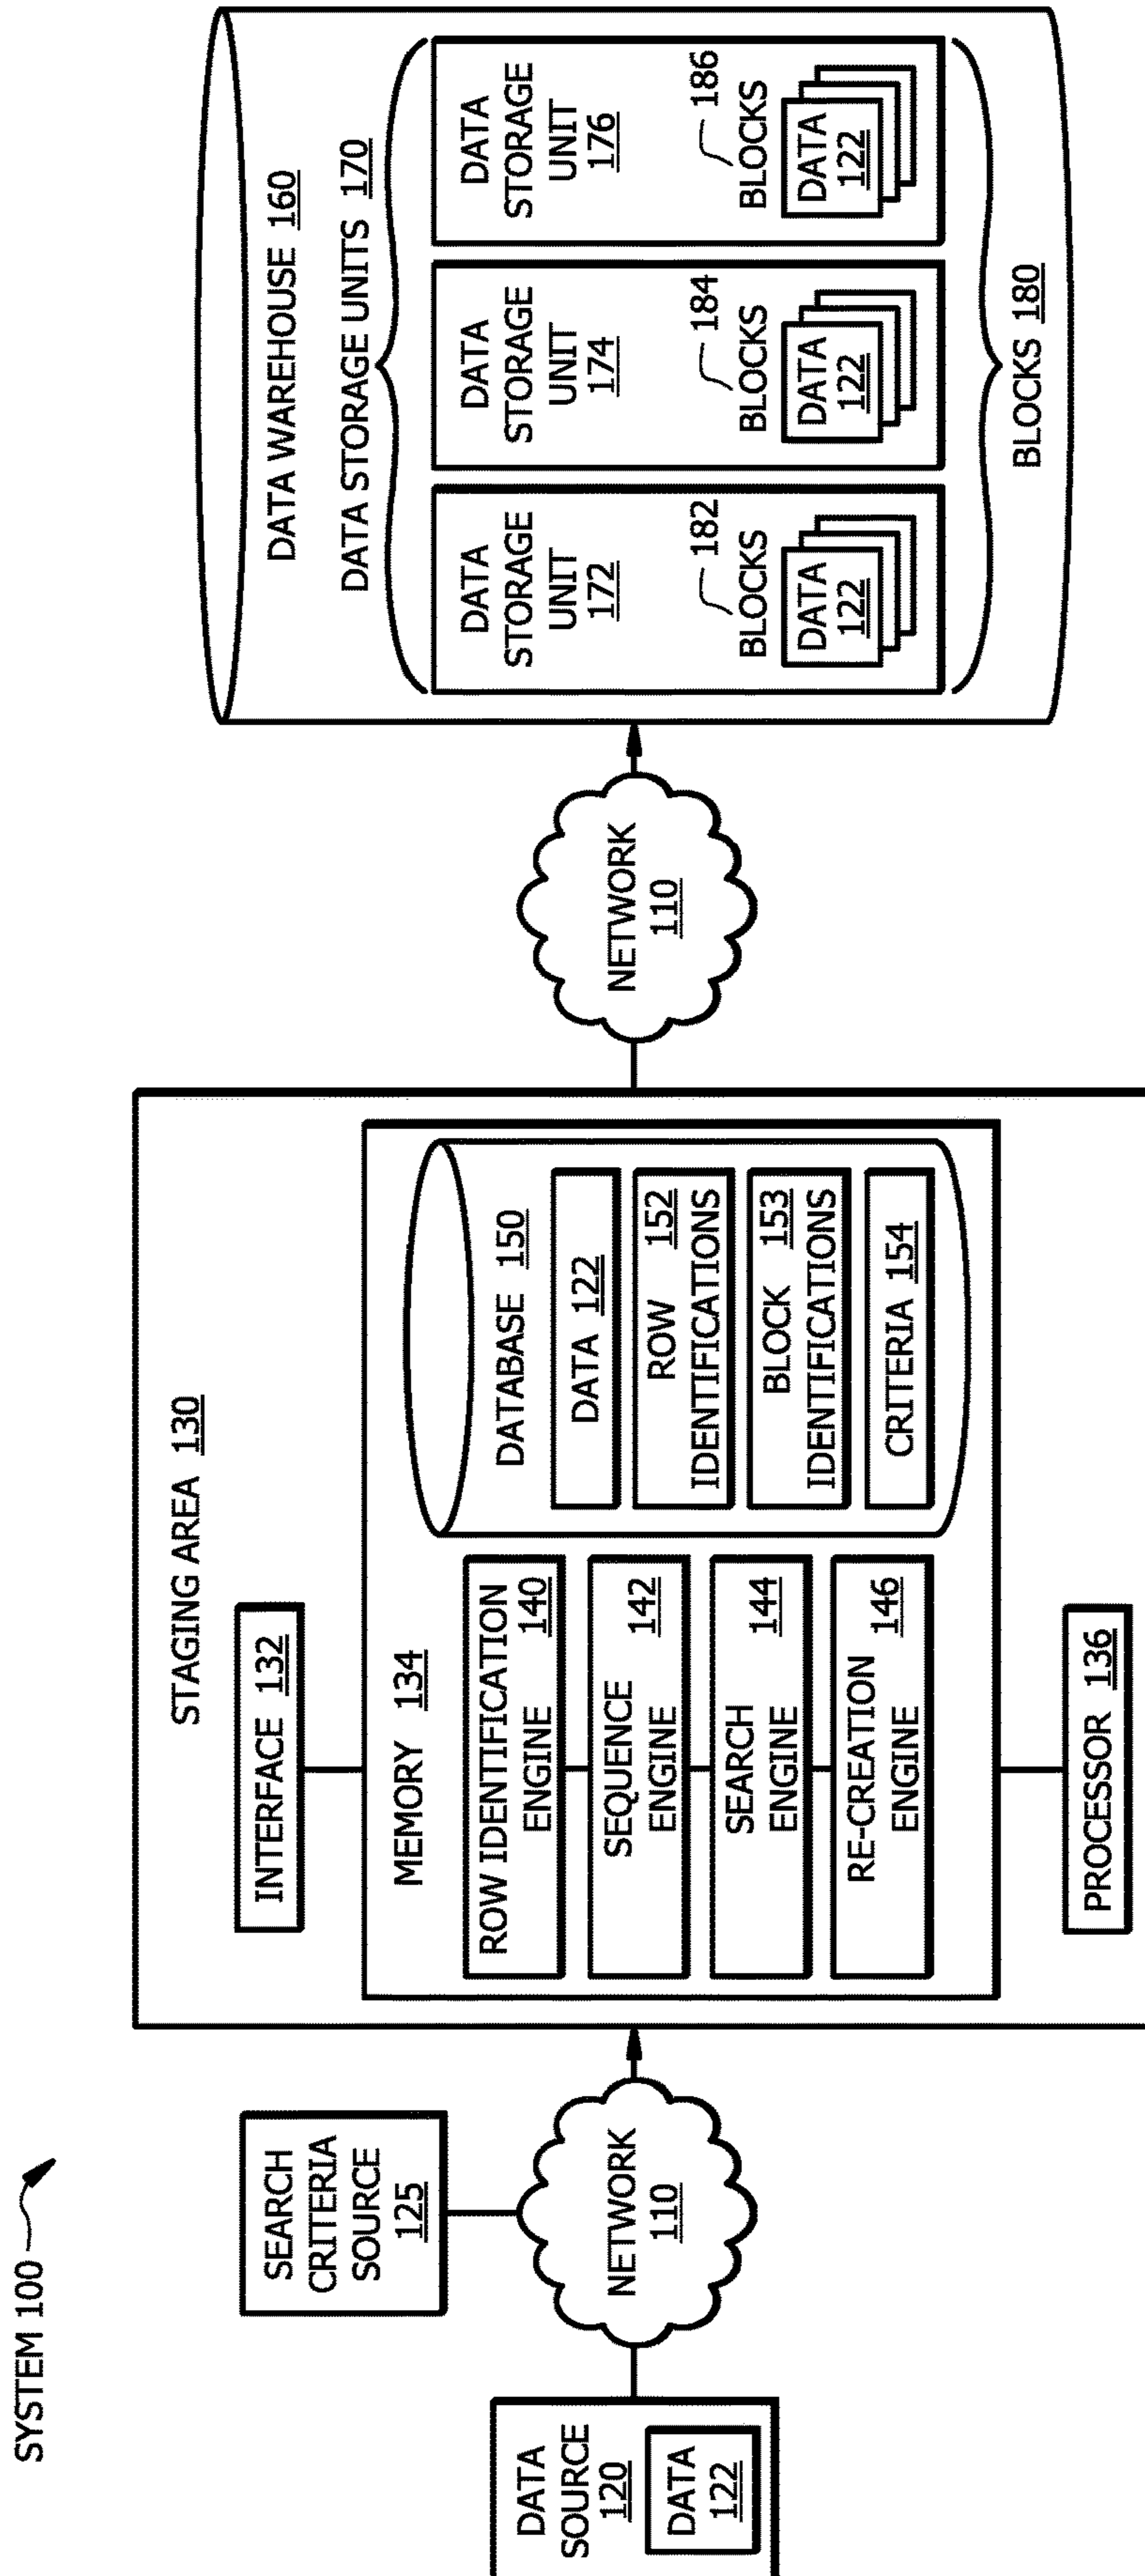 SYSTEM 100
DATA
SOURCE
120
DATA
122
SEARCH
CRITERIA
SOURCE
125
NETWORK
110
STAGING AREA 130
INTERFACE 132
MEMORY 134
ROW IDENTIFICATION
ENGINE 140
SEQUENCE
ENGINE 142
SEARCH
ENGINE 144
RE-CREATION
ENGINE 146
DATABASE 150
DATA 122
ROW 152
IDENTIFICATIONS
BLOCK 153
IDENTIFICATIONS
CRITERIA 154
PROCESSOR 136
NETWORK
110
DATA WAREHOUSE 160
DATA STORAGE UNITS 170
DATA
STORAGE
UNIT
172
182
BLOCKS
DATA
122
DATA
STORAGE
UNIT
174
184
BLOCKS
DATA
122
DATA
STORAGE
UNIT
176
186
BLOCKS
DATA
122
BLOCKS 180